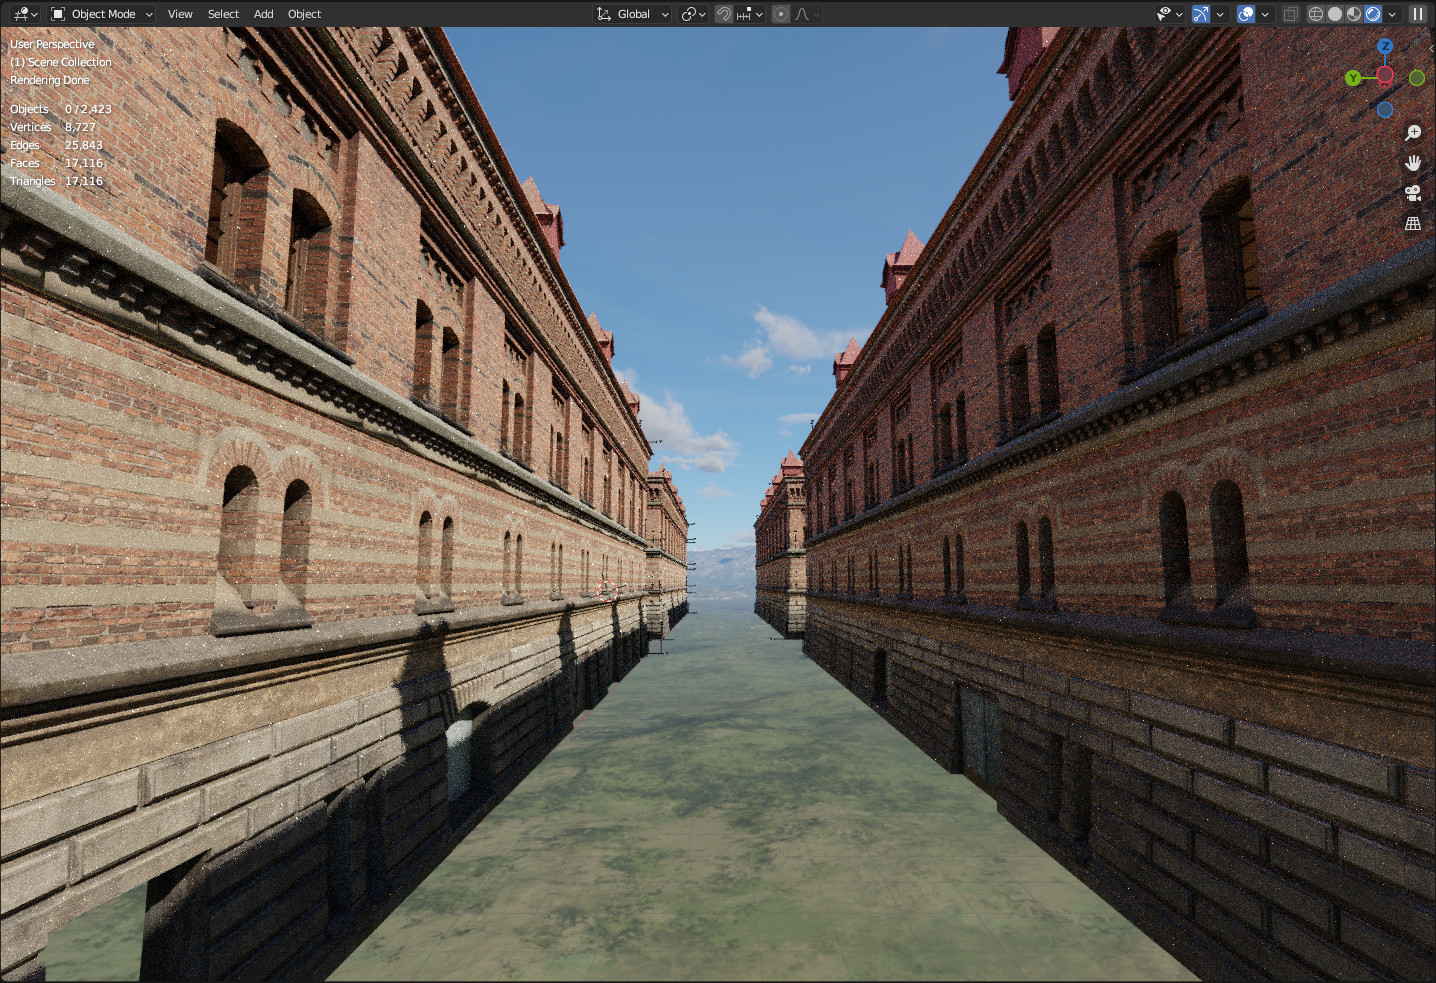 Object Mode View Select Add Object Global
User Perspective
(1) Scene Collection
Rendering Done
Objects 0 / 2,423
Vertices 8,727
Edges 25,843
Faces 17,116
Triangles 17,116
Z
Y